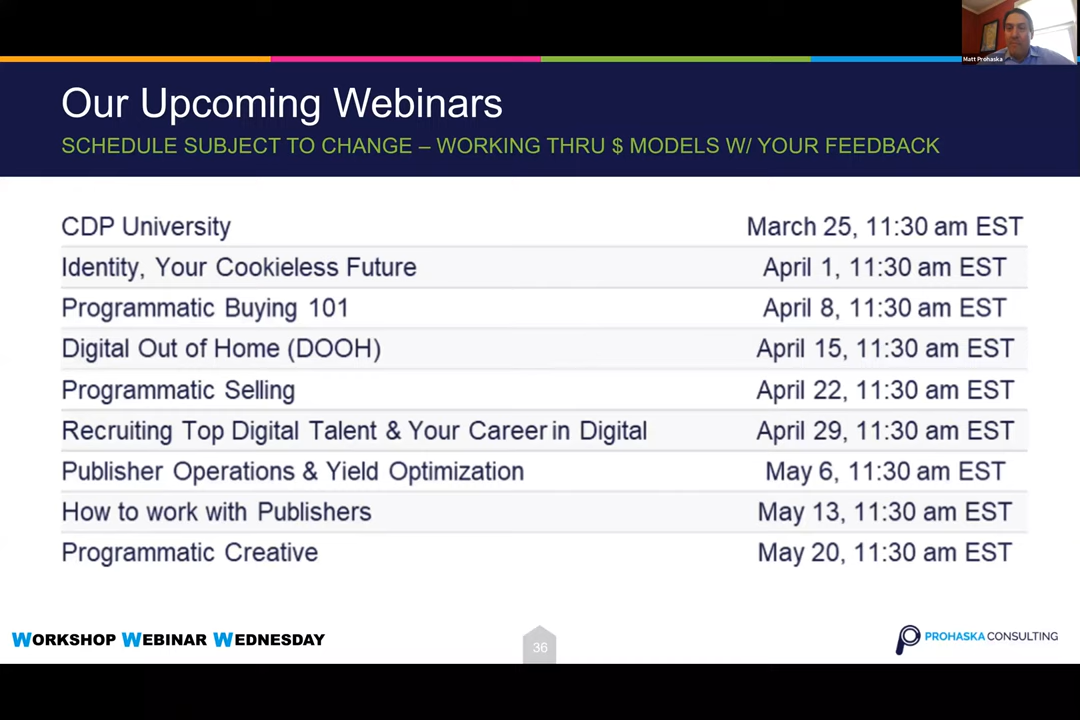 Matt Prohaska
Our Upcoming Webinars
SCHEDULE SUBJECT TO CHANGE – WORKING THRU $ MODELS W/ YOUR FEEDBACK
CDP University March 25, 11:30 am EST
Identity, Your Cookieless Future April 1, 11:30 am EST
Programmatic Buying 101 April 8, 11:30 am EST
Digital Out of Home (DOOH) April 15, 11:30 am EST
Programmatic Selling April 22, 11:30 am EST
Recruiting Top Digital Talent & Your Career in Digital April 29, 11:30 am EST
Publisher Operations & Yield Optimization May 6, 11:30 am EST
How to work with Publishers May 13, 11:30 am EST
Programmatic Creative May 20, 11:30 am EST
WORKSHOP WEBINAR WEDNESDAY
36
PROHASKA CONSULTING